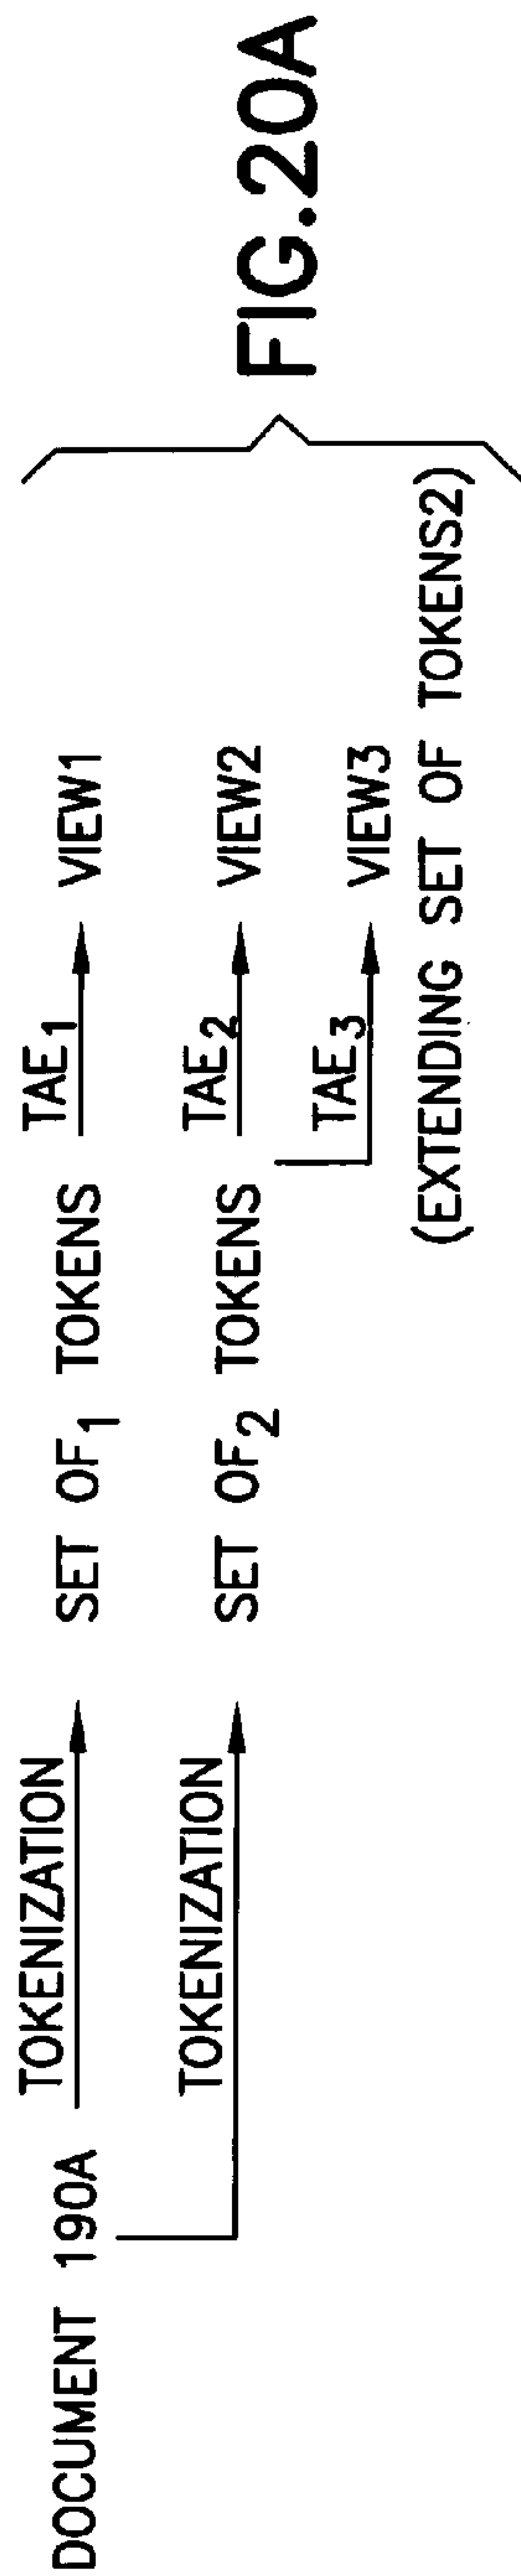 DOCUMENT 190A TOKENIZATION SET OF₁ TOKENS TAE₁ VIEW1
TOKENIZATION SET OF₂ TOKENS TAE₂ VIEW2
TAE₃ VIEW3
(EXTENDING SET OF TOKENS2)
FIG.20A